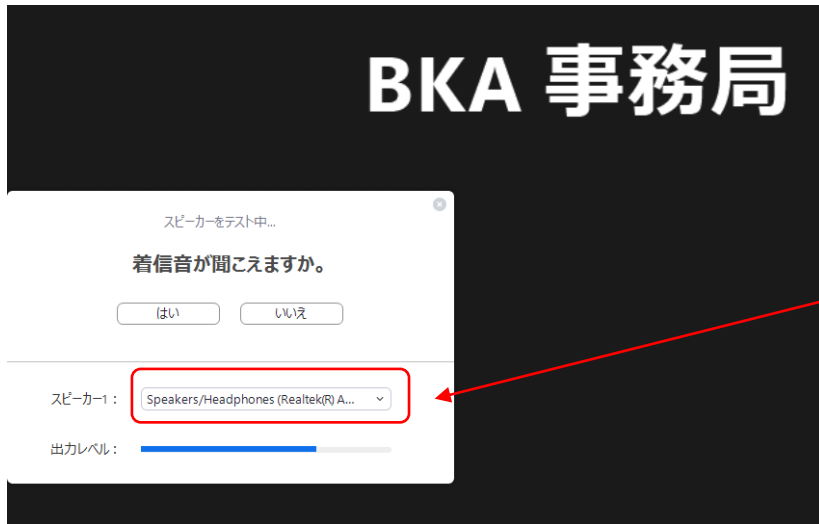 BKA 事務局
スピーカーをテスト中...
着信音が聞こえますか。
はい いいえ
スピーカー1： Speakers/Headphones (Realtek(R) A...
出力レベル：